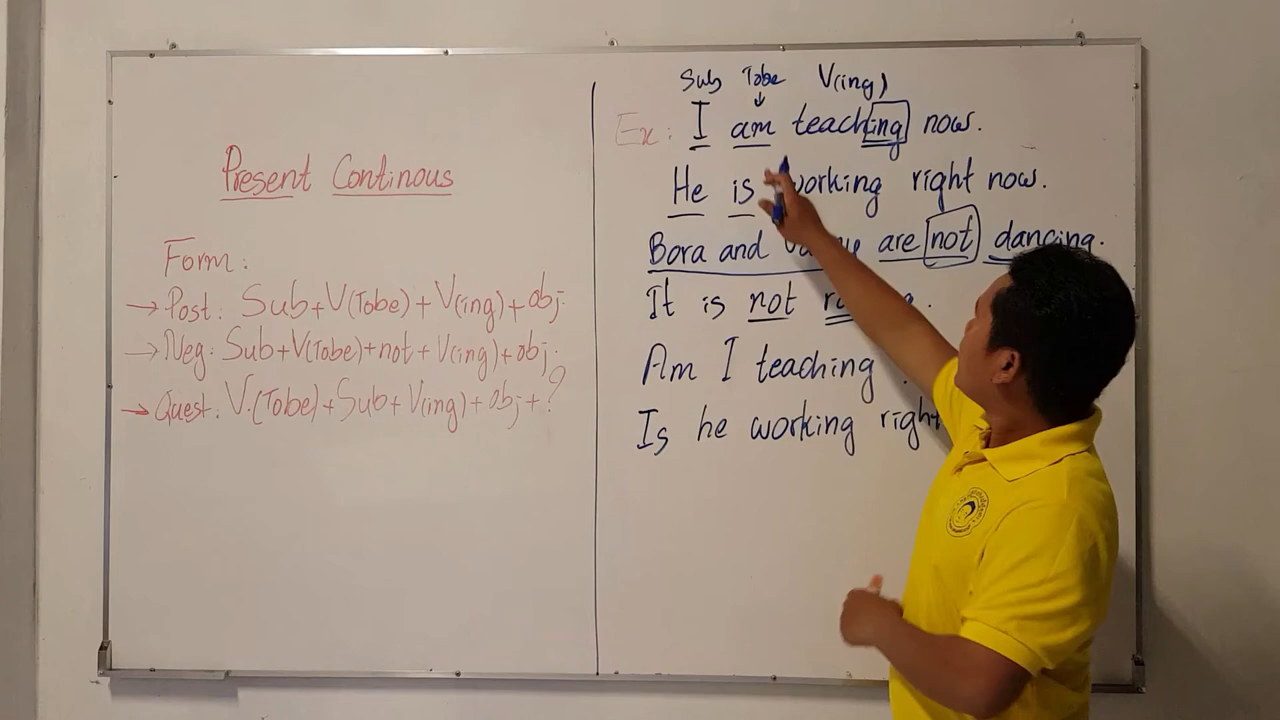 Present Continous
Form:
→ Post: Sub+V(Tobe)+V(ing)+obj.
→ Neg: Sub+V(Tobe)+not+V(ing)+obj.
→ Quest: V.(Tobe)+Sub+V(ing)+obj+?
Sub Tobe V(ing)
↓
Ex: I am teaching now.
He is working right now.
Bora and are not dancing.
It is not
Am I teaching
Is he working right